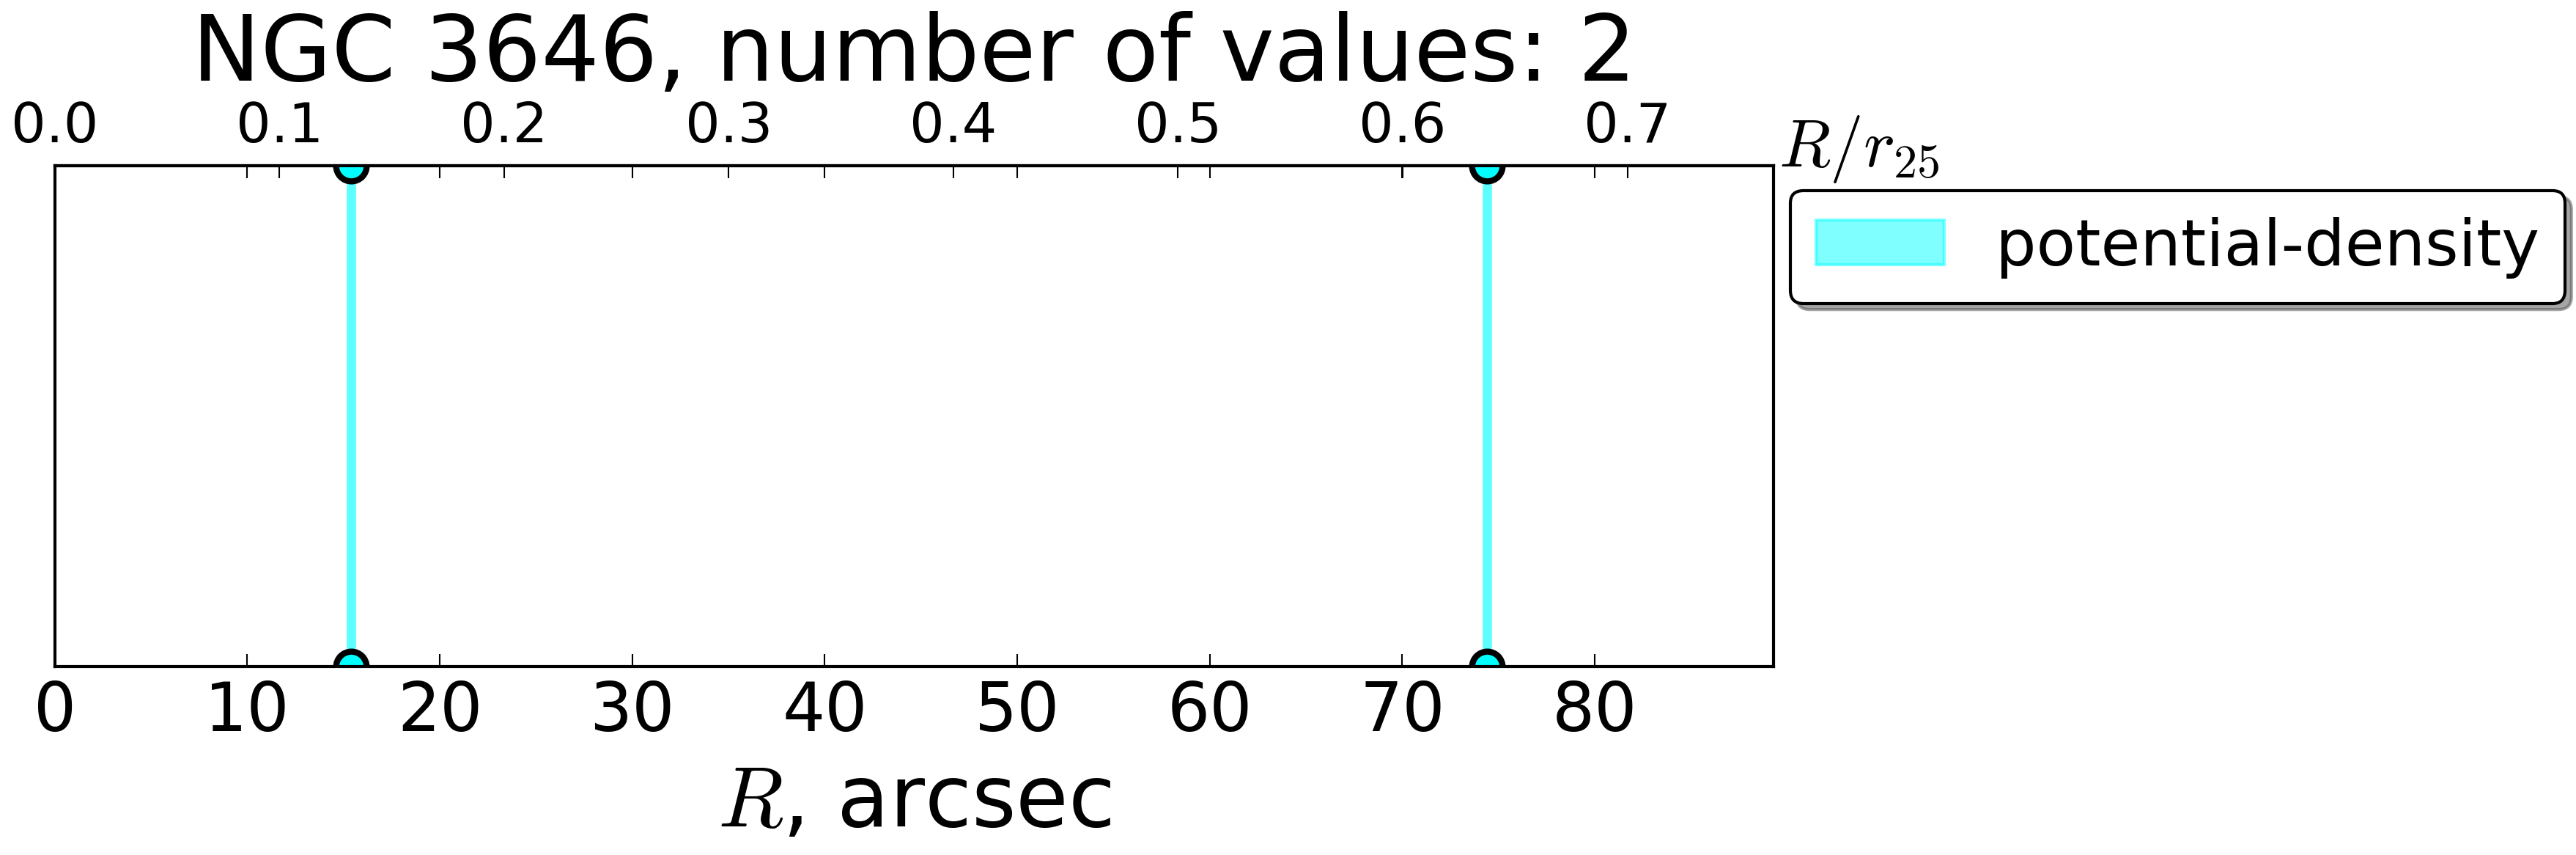 NGC 3646, number of values: 2
0.0 0.1 0.2 0.3 0.4 0.5 0.6 0.7
R/r25
potential-density
0 10 20 30 40 50 60 70 80
R, arcsec